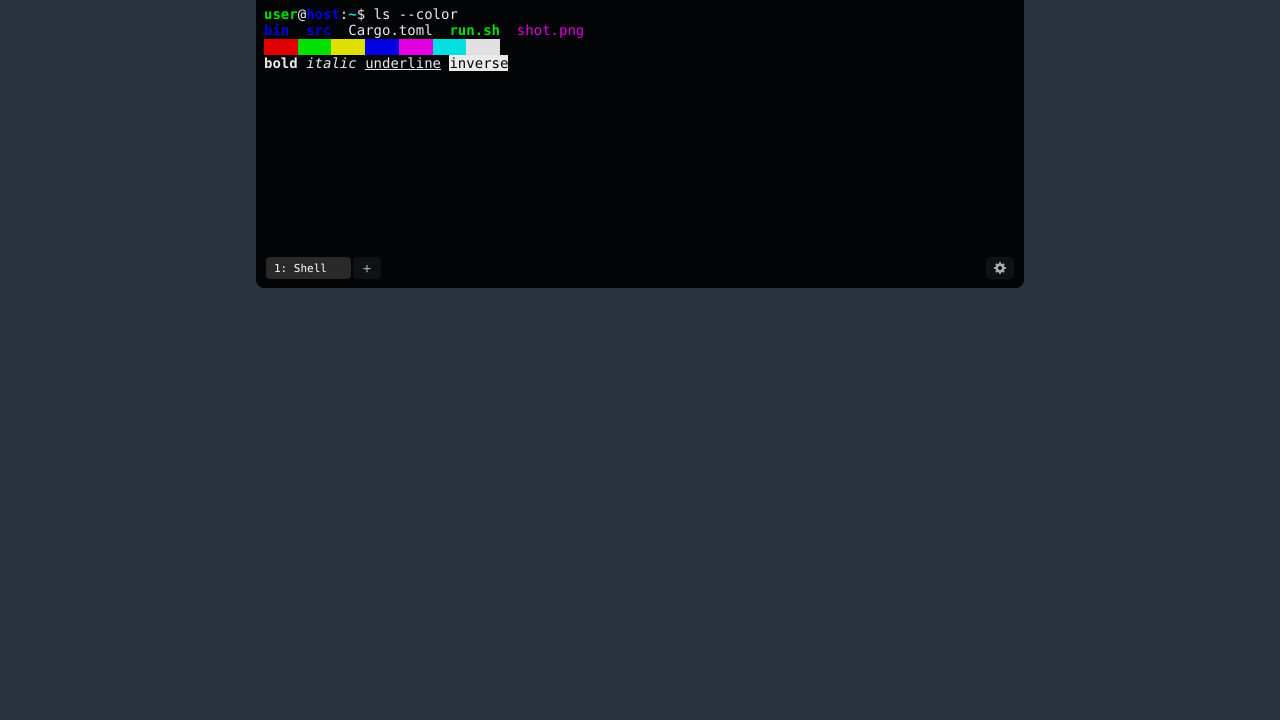 user@host:~$ ls --color
bin  src  Cargo.toml  run.sh  shot.png
bold italic underline inverse
1: Shell +